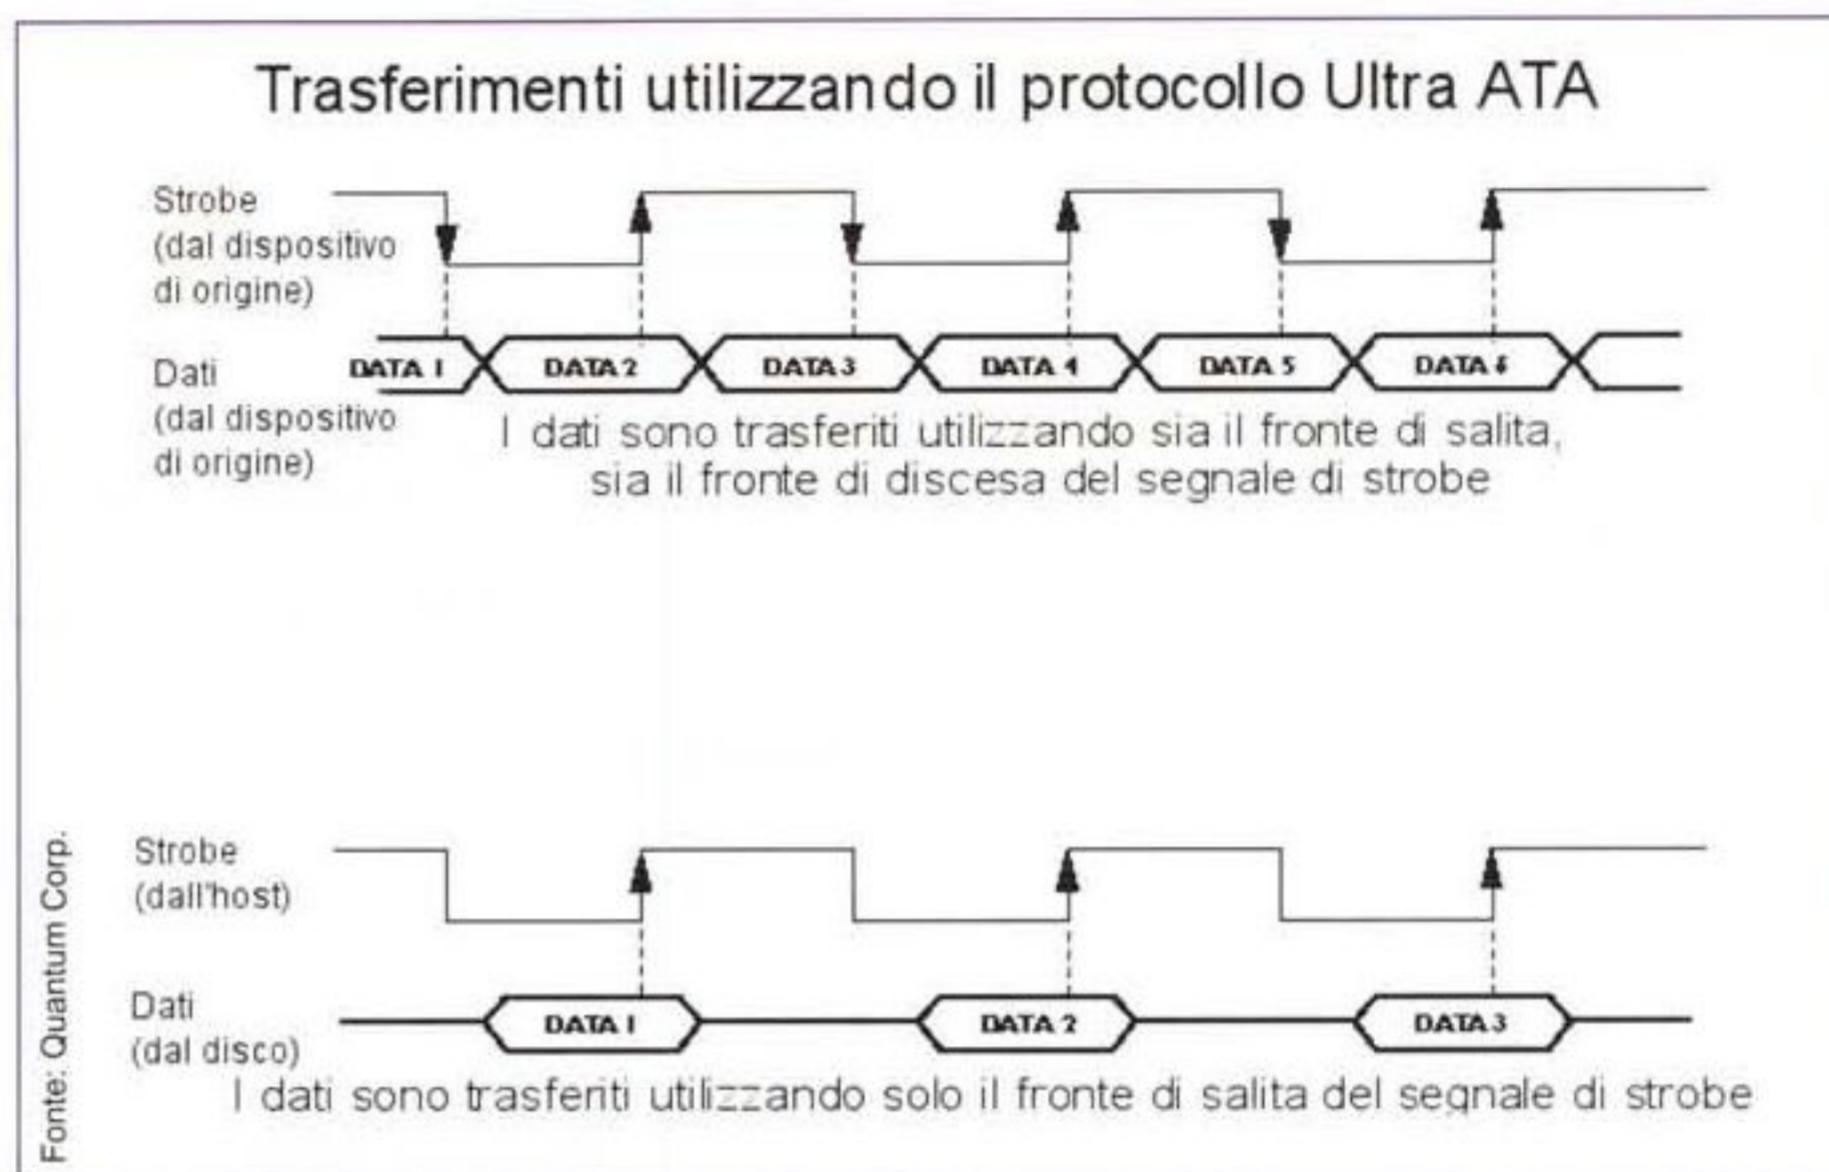 Trasferimenti utilizzando il protocollo Ultra ATA
Strobe
(dal dispositivo
di origine)
Dati
(dal dispositivo
di origine)
DATA 1
DATA 2
DATA 3
DATA 4
DATA 5
DATA 6
I dati sono trasferiti utilizzando sia il fronte di salita,
sia il fronte di discesa del segnale di strobe
Strobe
(dall'host)
Dati
(dal disco)
DATA 1
DATA 2
DATA 3
I dati sono trasferiti utilizzando solo il fronte di salita del segnale di strobe
Fonte: Quantum Corp.